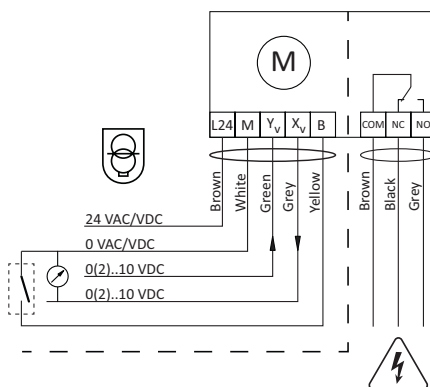 M
L24 M Yv Xv B COM NC NO
Brown White Green Grey Yellow Brown Black Grey
24 VAC/VDC
0 VAC/VDC
0(2)..10 VDC
0(2)..10 VDC